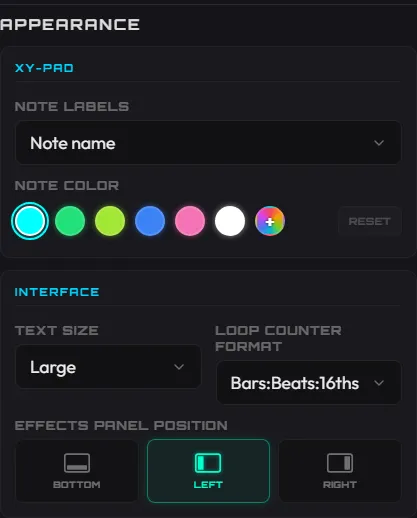 APPEARANCE
XY-PAD
NOTE LABELS
Note name
NOTE COLOR
+
RESET
INTERFACE
TEXT SIZE
Large
LOOP COUNTER
FORMAT
Bars:Beats:16ths
EFFECTS PANEL POSITION
BOTTOM
LEFT
RIGHT